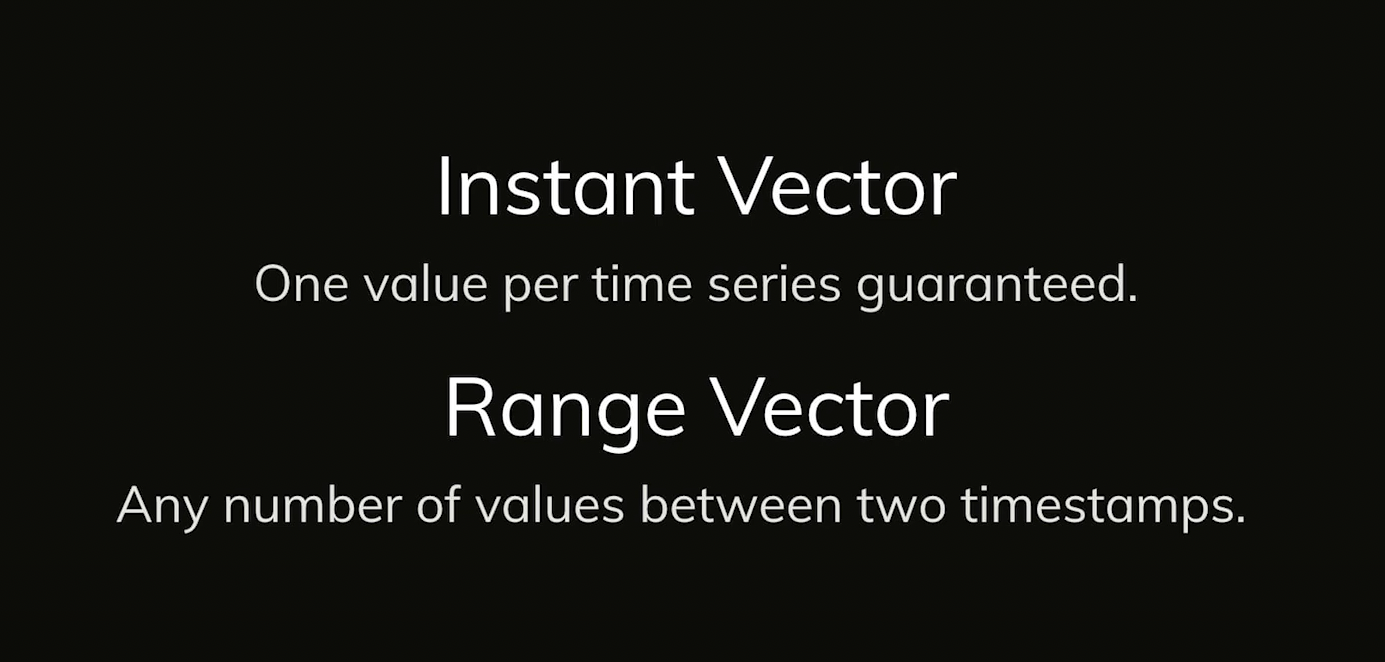 Instant Vector
One value per time series guaranteed.
Range Vector
Any number of values between two timestamps.